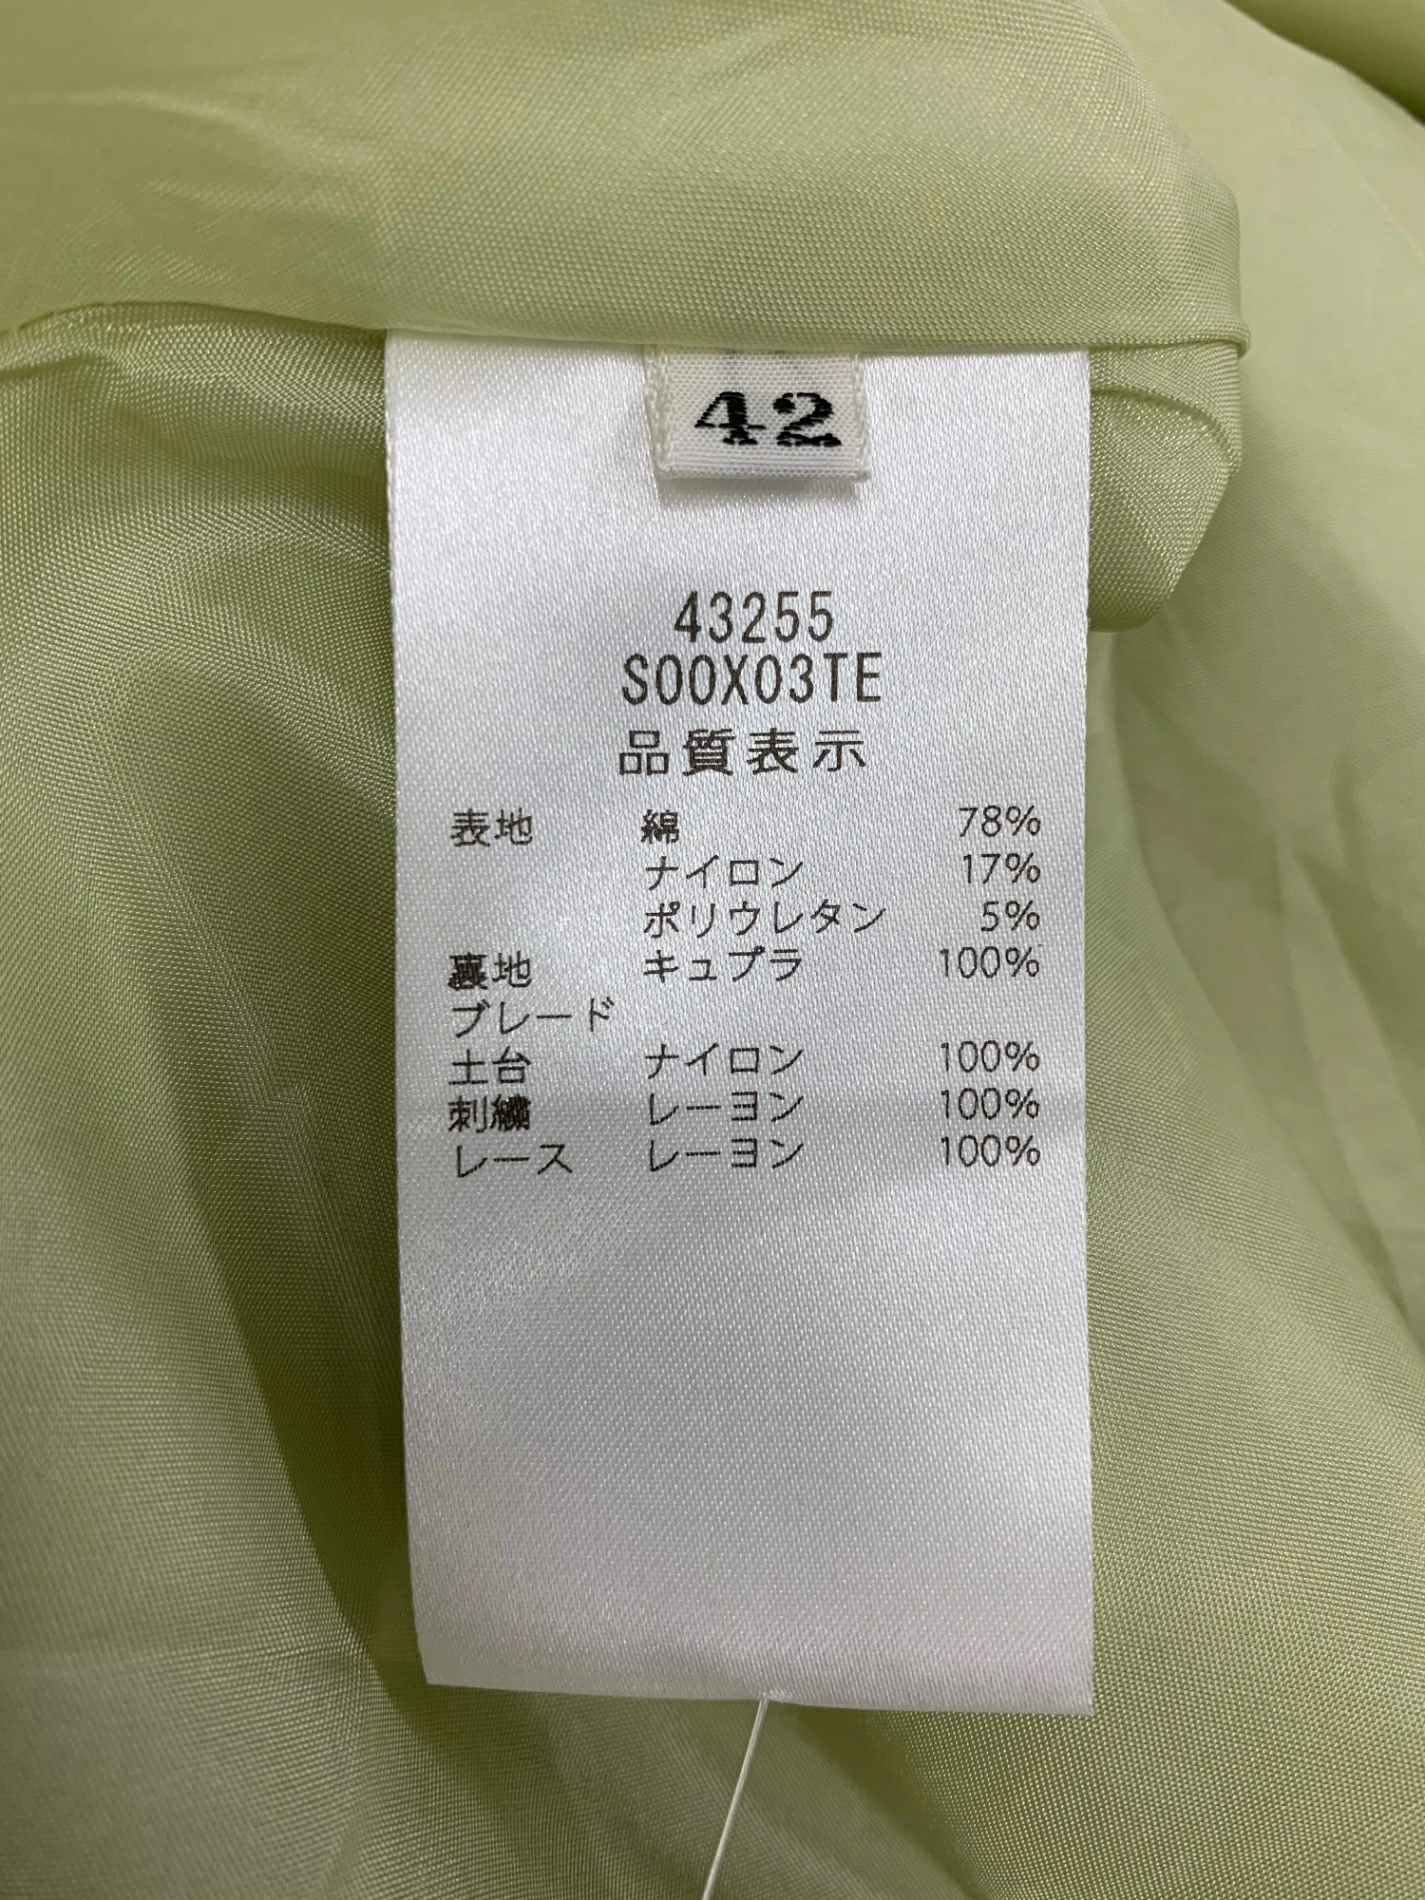 42
43255
S00X03TE
品質表示
表地 綿 78%
ナイロン 17%
ポリウレタン 5%
裏地 キュプラ 100%
ブレード
土台 ナイロン 100%
刺繍 レーヨン 100%
レース レーヨン 100%